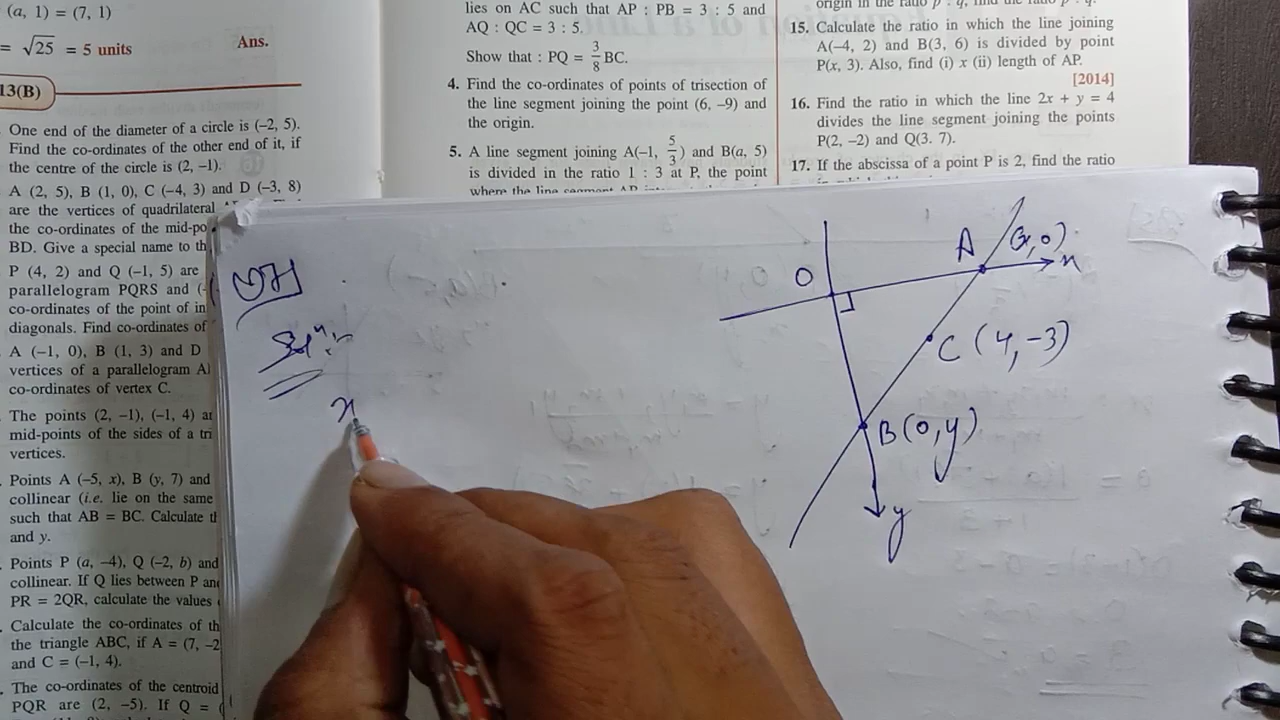 (a, 1) = (7, 1)
= √25 = 5 units Ans.
13(B)
One end of the diameter of a circle is (–2, 5).
Find the co-ordinates of the other end of it, if
the centre of the circle is (2, –1).
A (2, 5), B (1, 0), C (–4, 3) and D (–3, 8)
are the vertices of quadrilateral
the co-ordinates of the mid-po
BD. Give a special name to th
P (4, 2) and Q (–1, 5) are
parallelogram PQRS and (–
co-ordinates of the point of in
diagonals. Find co-ordinates of
A (–1, 0), B (1, 3) and D
vertices of a parallelogram A
co-ordinates of vertex C.
The points (2, –1), (–1, 4) an
mid-points of the sides of a tri
vertices.
Points A (–5, x), B (y, 7) and
collinear (i.e. lie on the same
such that AB = BC. Calculate th
and y.
Points P (a, –4), Q (–2, b) and
collinear. If Q lies between P an
PR = 2QR, calculate the values
Calculate the co-ordinates of th
the triangle ABC, if A = (7, –2
and C = (–1, 4).
The co-ordinates of the centroid
PQR are (2, –5). If Q = (
lies on AC such that AP : PB = 3 : 5 and
AQ : QC = 3 : 5.
Show that : PQ = 3/8 BC.
4. Find the co-ordinates of points of trisection of
the line segment joining the point (6, –9) and
the origin.
5. A line segment joining A(–1, 5/3) and B(a, 5)
is divided in the ratio 1 : 3 at P, the point
where the line segment AB
15. Calculate the ratio in which the line joining
A(–4, 2) and B(3, 6) is divided by point
P(x, 3). Also, find (i) x (ii) length of AP.
[2014]
16. Find the ratio in which the line 2x + y = 4
divides the line segment joining the points
P(2, –2) and Q(3. 7).
17. If the abscissa of a point P is 2, find the ratio
Solⁿ:-
x
O
A (x,0)
x
C (4,-3)
B(0,y)
y